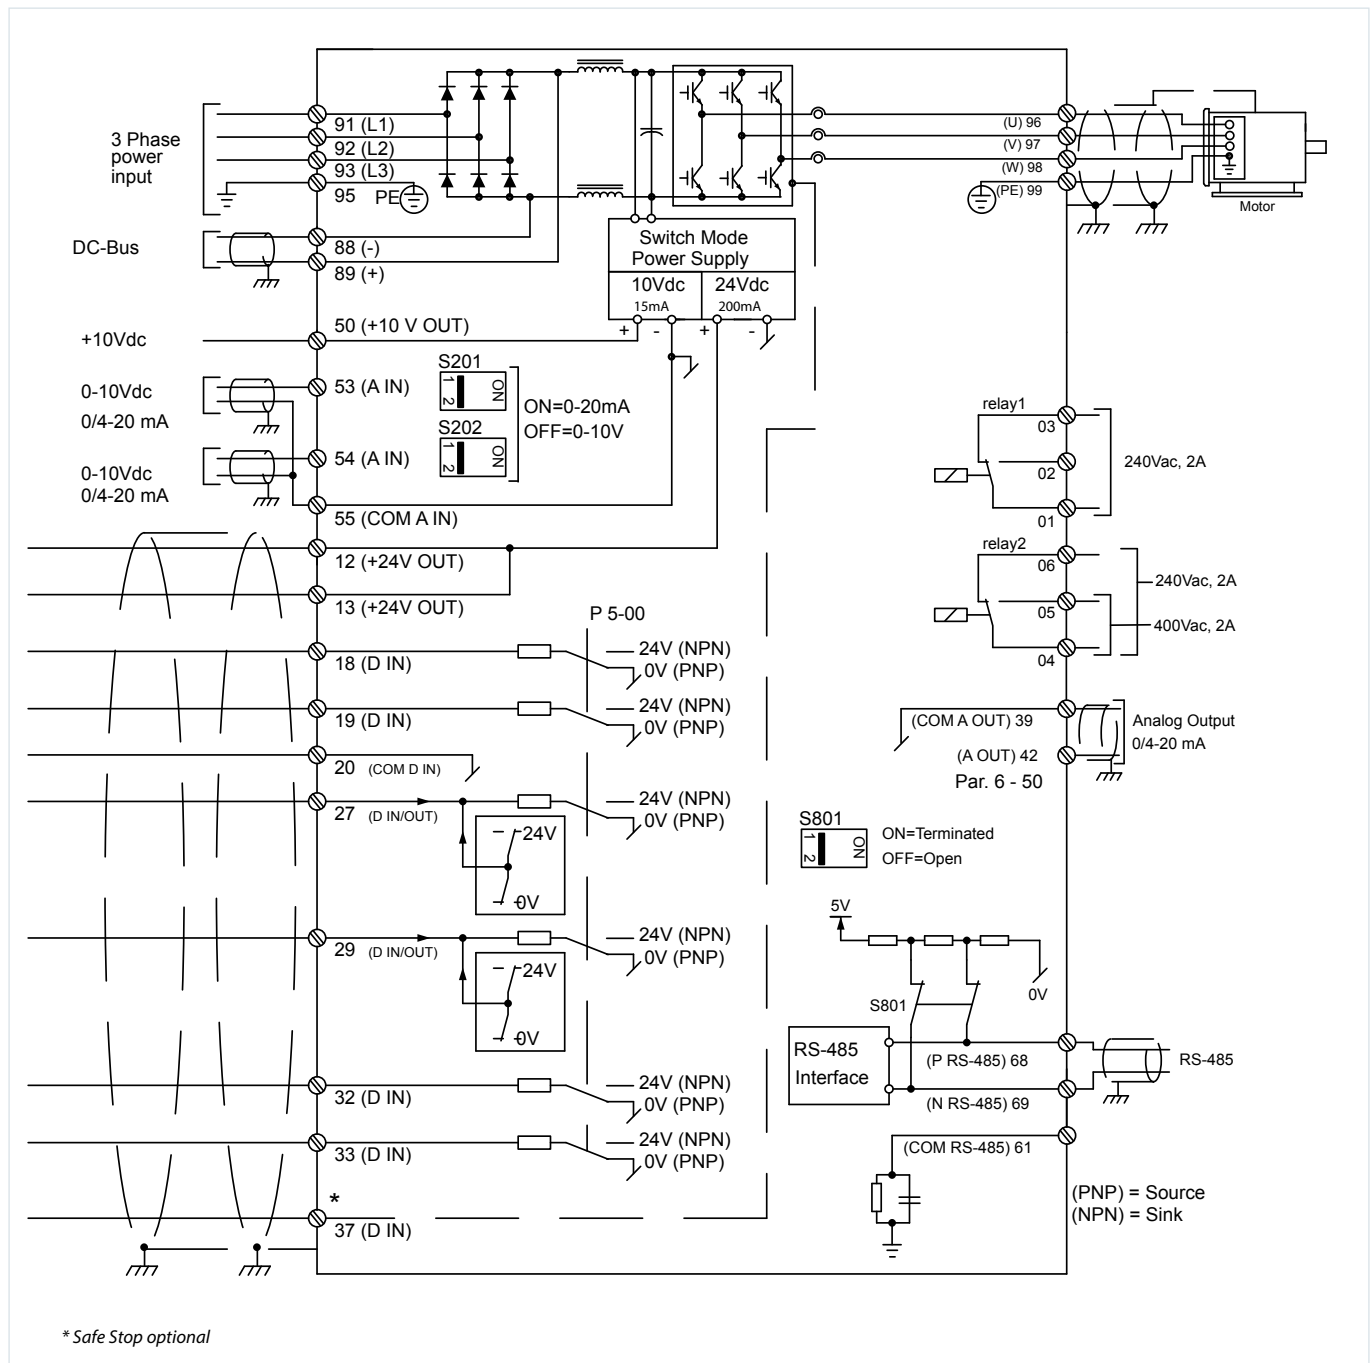 3 Phase
power
input
91 (L1)
92 (L2)
93 (L3)
95 PE
DC-Bus
88 (-)
89 (+)
Switch Mode
Power Supply
10Vdc
15mA
24Vdc
200mA
+ - + -
(U) 96
(V) 97
(W) 98
(PE) 99
Motor
+10Vdc
50 (+10 V OUT)
0-10Vdc
0/4-20 mA
53 (A IN)
S201
1 2 ON
ON=0-20mA
OFF=0-10V
S202
1 2 ON
0-10Vdc
0/4-20 mA
54 (A IN)
55 (COM A IN)
12 (+24V OUT)
13 (+24V OUT)
P 5-00
18 (D IN)
24V (NPN)
0V (PNP)
19 (D IN)
24V (NPN)
0V (PNP)
20 (COM D IN)
27 (D IN/OUT)
24V (NPN)
0V (PNP)
24V
0V
29 (D IN/OUT)
24V (NPN)
0V (PNP)
24V
0V
32 (D IN)
24V (NPN)
0V (PNP)
33 (D IN)
24V (NPN)
0V (PNP)
*
37 (D IN)
relay1
03
02
01
240Vac, 2A
relay2
06
05
04
240Vac, 2A
400Vac, 2A
(COM A OUT) 39
(A OUT) 42
Par. 6 - 50
Analog Output
0/4-20 mA
S801
1 2 ON
ON=Terminated
OFF=Open
5V
0V
S801
RS-485
Interface
(P RS-485) 68
(N RS-485) 69
RS-485
(COM RS-485) 61
(PNP) = Source
(NPN) = Sink
* Safe Stop optional